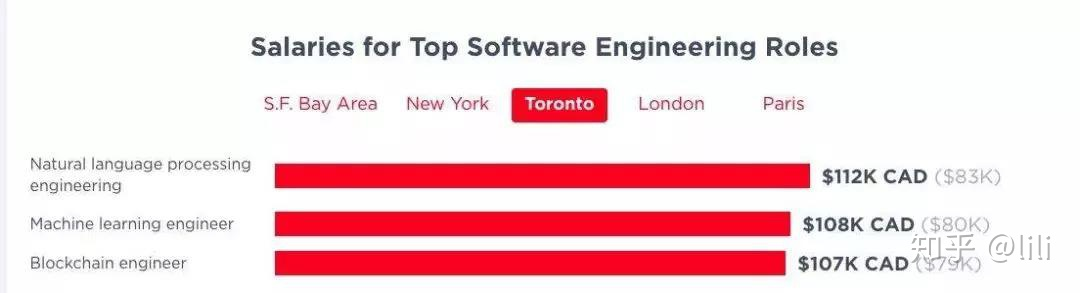 Salaries for Top Software Engineering Roles
S.F. Bay Area New York Toronto London Paris
Natural language processing
engineering
$112K CAD ($83K)
Machine learning engineer $108K CAD ($80K)
Blockchain engineer $107K CAD ($79K)
知乎 @lili